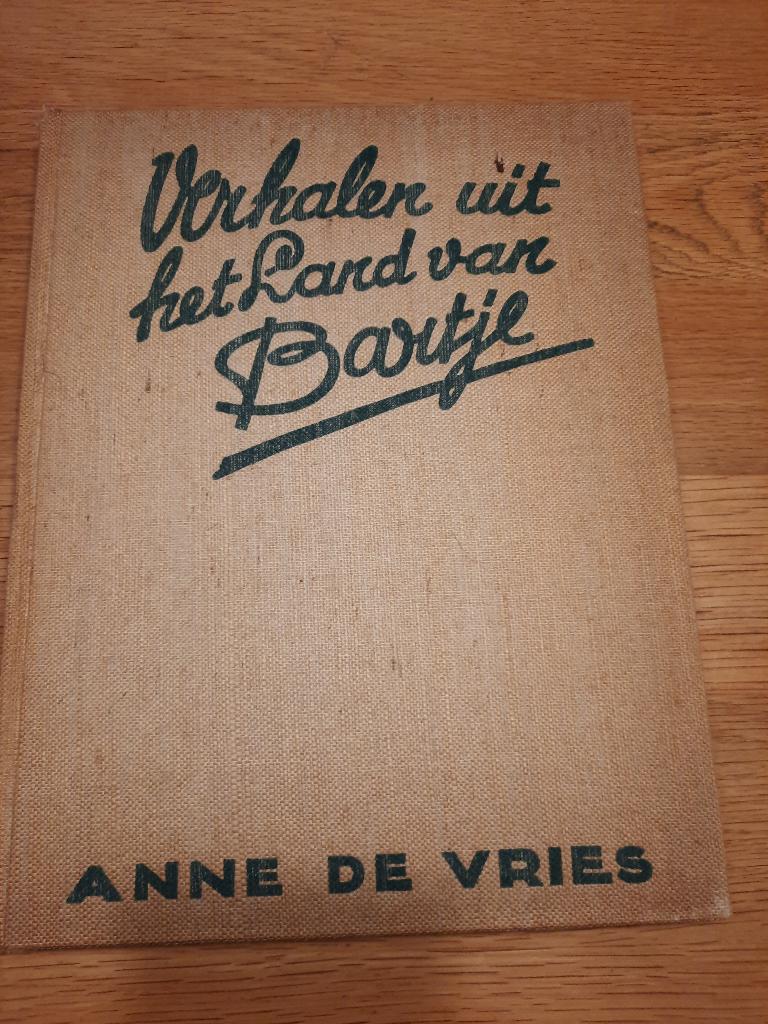 Verhalen uit
het Land van
Bartje
ANNE DE VRIES